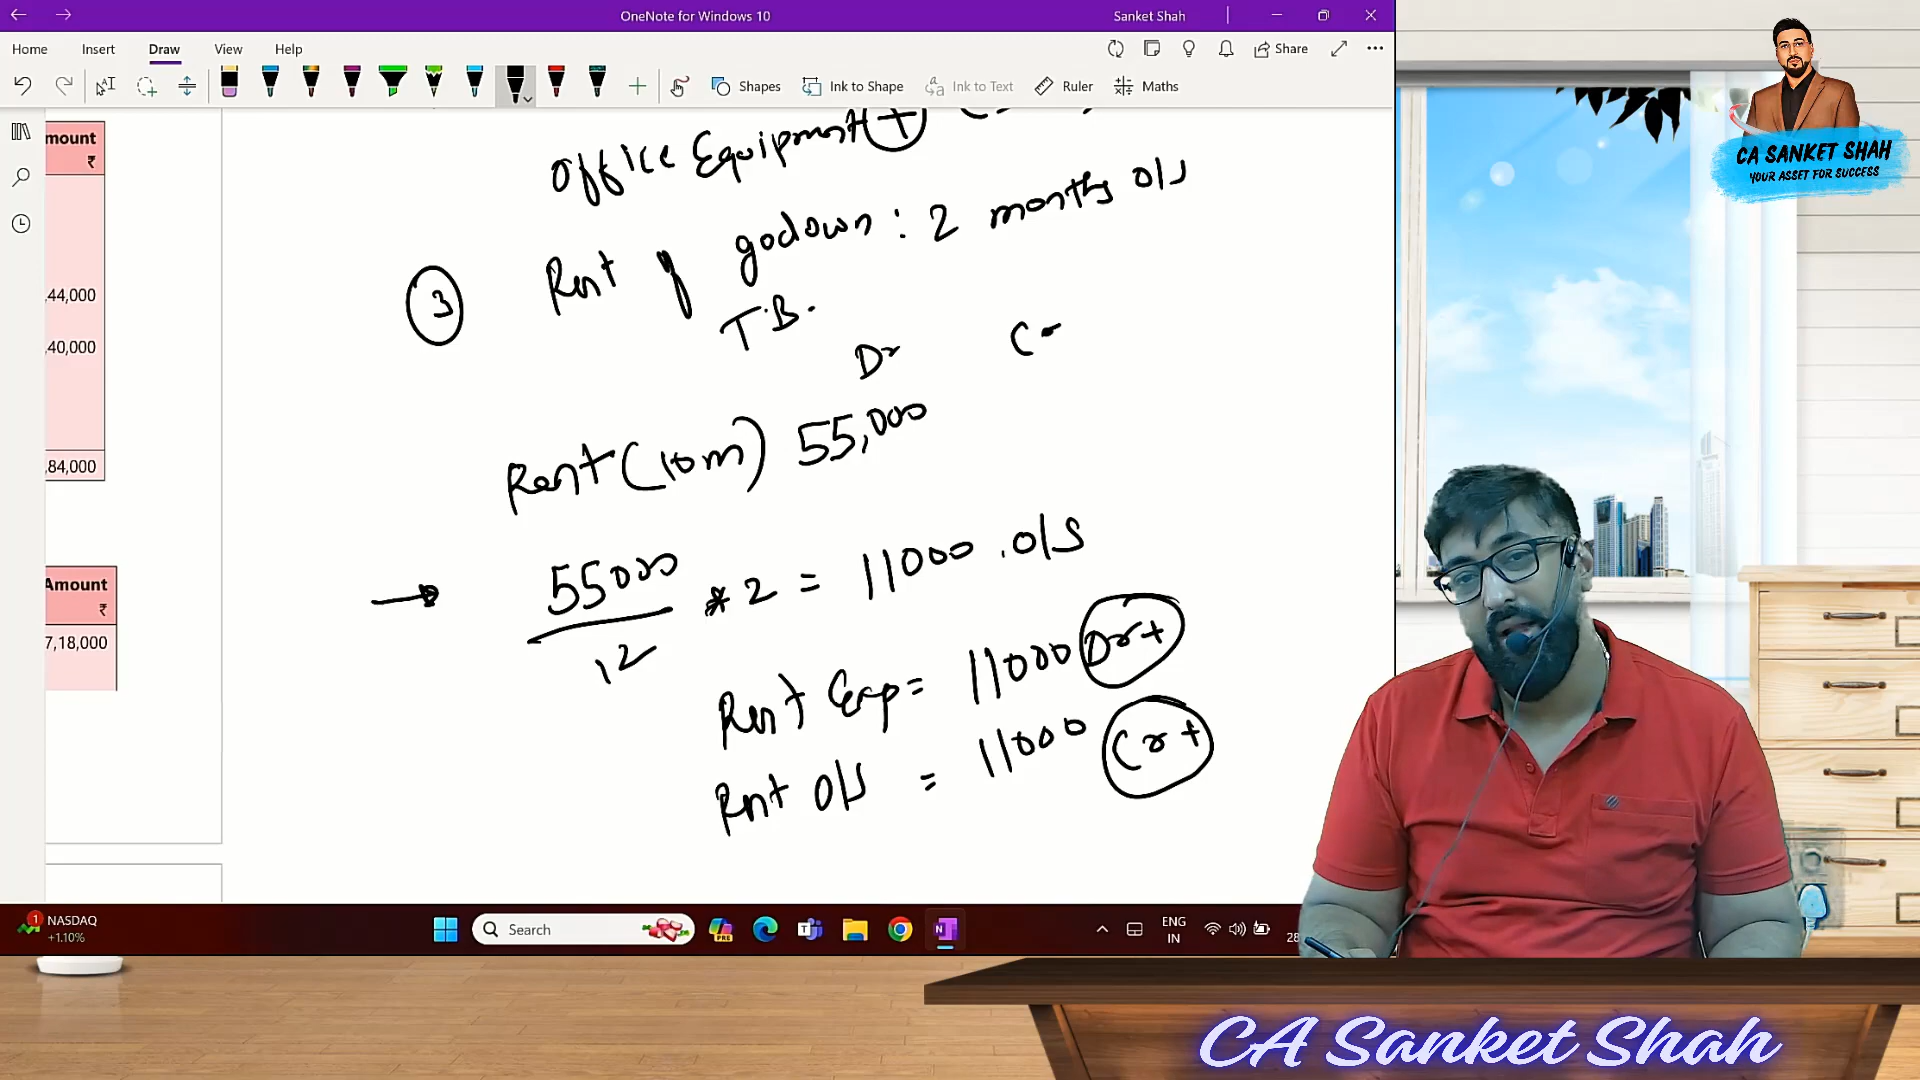 OneNote for Windows 10
Sanket Shah
Home Insert Draw View Help
Share
Shapes Ink to Shape Ink to Text Ruler Maths
mount
₹
,44,000
,40,000
,84,000
Amount
₹
7,18,000
Office Equipment +
3 Rent of godown : 2 months o/s
T.B.
Dr Cr
Rent (10m) 55,000
55000 / 12 * 2 = 11000 . o/s
Rent Exp = 11000 Dr+
Rent o/s = 11000 Cr+
CA SANKET SHAH
YOUR ASSET FOR SUCCESS
1
NASDAQ
+1.10%
Search
PRE
ENG
IN
28
CA Sanket Shah